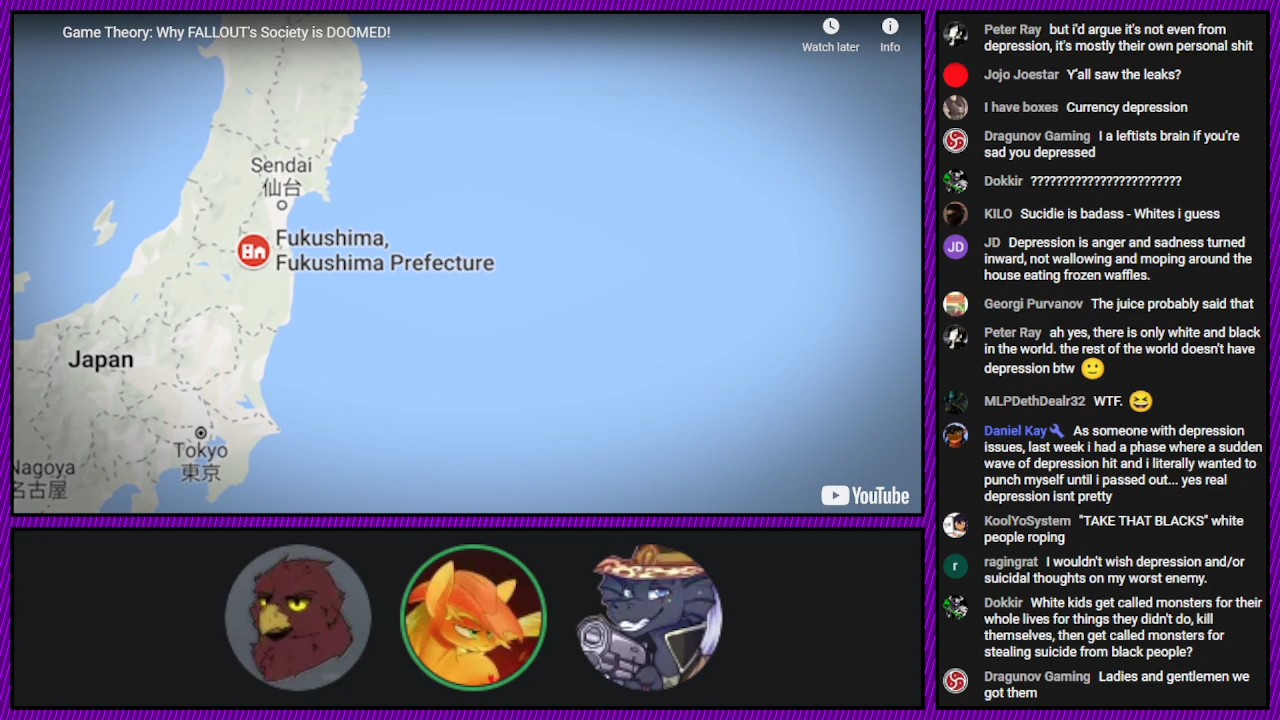 Game Theory: Why FALLOUT's Society is DOOMED!
Watch later
Info
Sendai
仙台
Fukushima,
Fukushima Prefecture
Japan
Tokyo
東京
Nagoya
名古屋
YouTube
Peter Ray but i'd argue it's not even from
depression, it's mostly their own personal shit
Jojo Joestar Y'all saw the leaks?
I have boxes Currency depression
Dragunov Gaming I a leftists brain if you're
sad you depressed
Dokkir ????????????????????????
KILO Sucidie is badass - Whites i guess
JD
JD Depression is anger and sadness turned
inward, not wallowing and moping around the
house eating frozen waffles.
Georgi Purvanov The juice probably said that
Peter Ray ah yes, there is only white and black
in the world. the rest of the world doesn't have
depression btw 🙂
MLPDethDealr32 WTF. 😆
Daniel Kay🔧 As someone with depression
issues, last week i had a phase where a sudden
wave of depression hit and i literally wanted to
punch myself until i passed out... yes real
depression isnt pretty
KoolYoSystem "TAKE THAT BLACKS" white
people roping
r
ragingrat I wouldn't wish depression and/or
suicidal thoughts on my worst enemy.
Dokkir White kids get called monsters for their
whole lives for things they didn't do, kill
themselves, then get called monsters for
stealing suicide from black people?
Dragunov Gaming Ladies and gentlemen we
got them